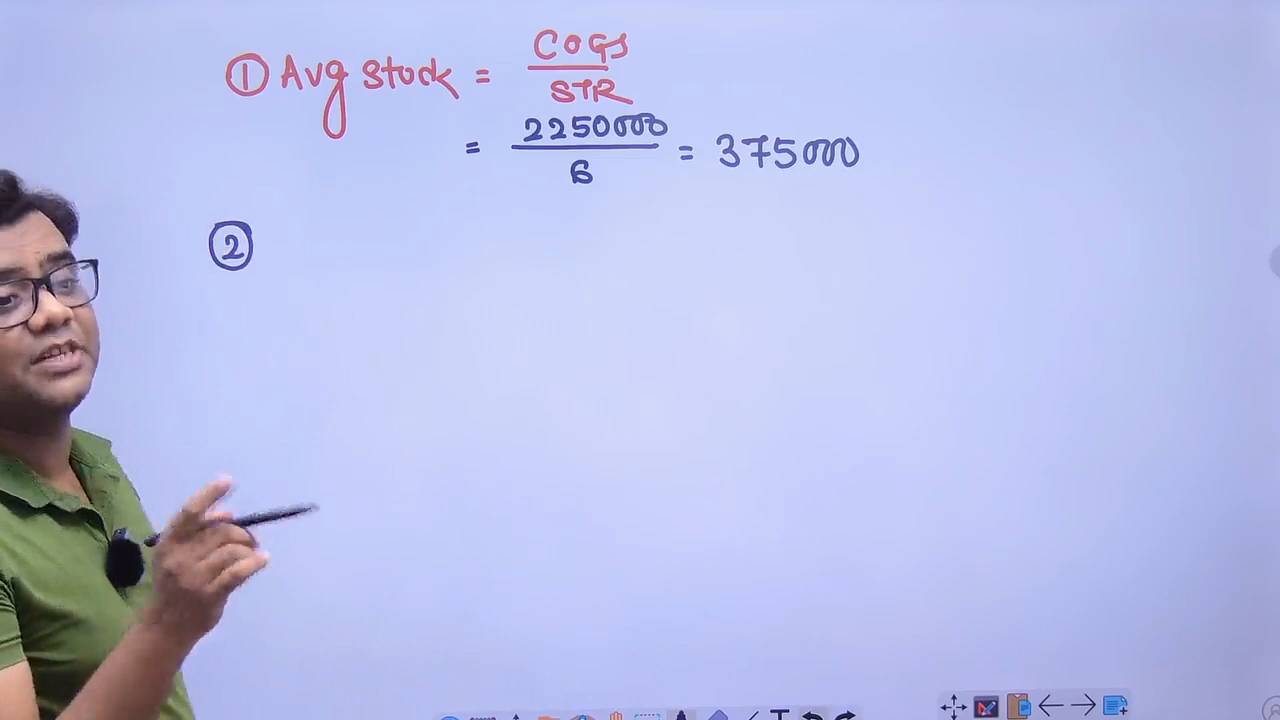 ① Avg stock = COGS / STR
= 2250000 / 6 = 375000
②